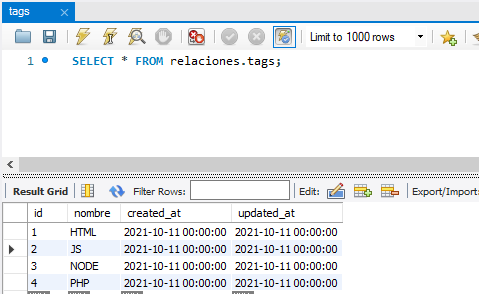 tags
Limit to 1000 rows
1 SELECT * FROM relaciones.tags;
Result Grid Filter Rows: Edit: Export/Import:
id nombre created_at updated_at
1 HTML 2021-10-11 00:00:00 2021-10-11 00:00:00
2 JS 2021-10-11 00:00:00 2021-10-11 00:00:00
3 NODE 2021-10-11 00:00:00 2021-10-11 00:00:00
4 PHP 2021-10-11 00:00:00 2021-10-11 00:00:00